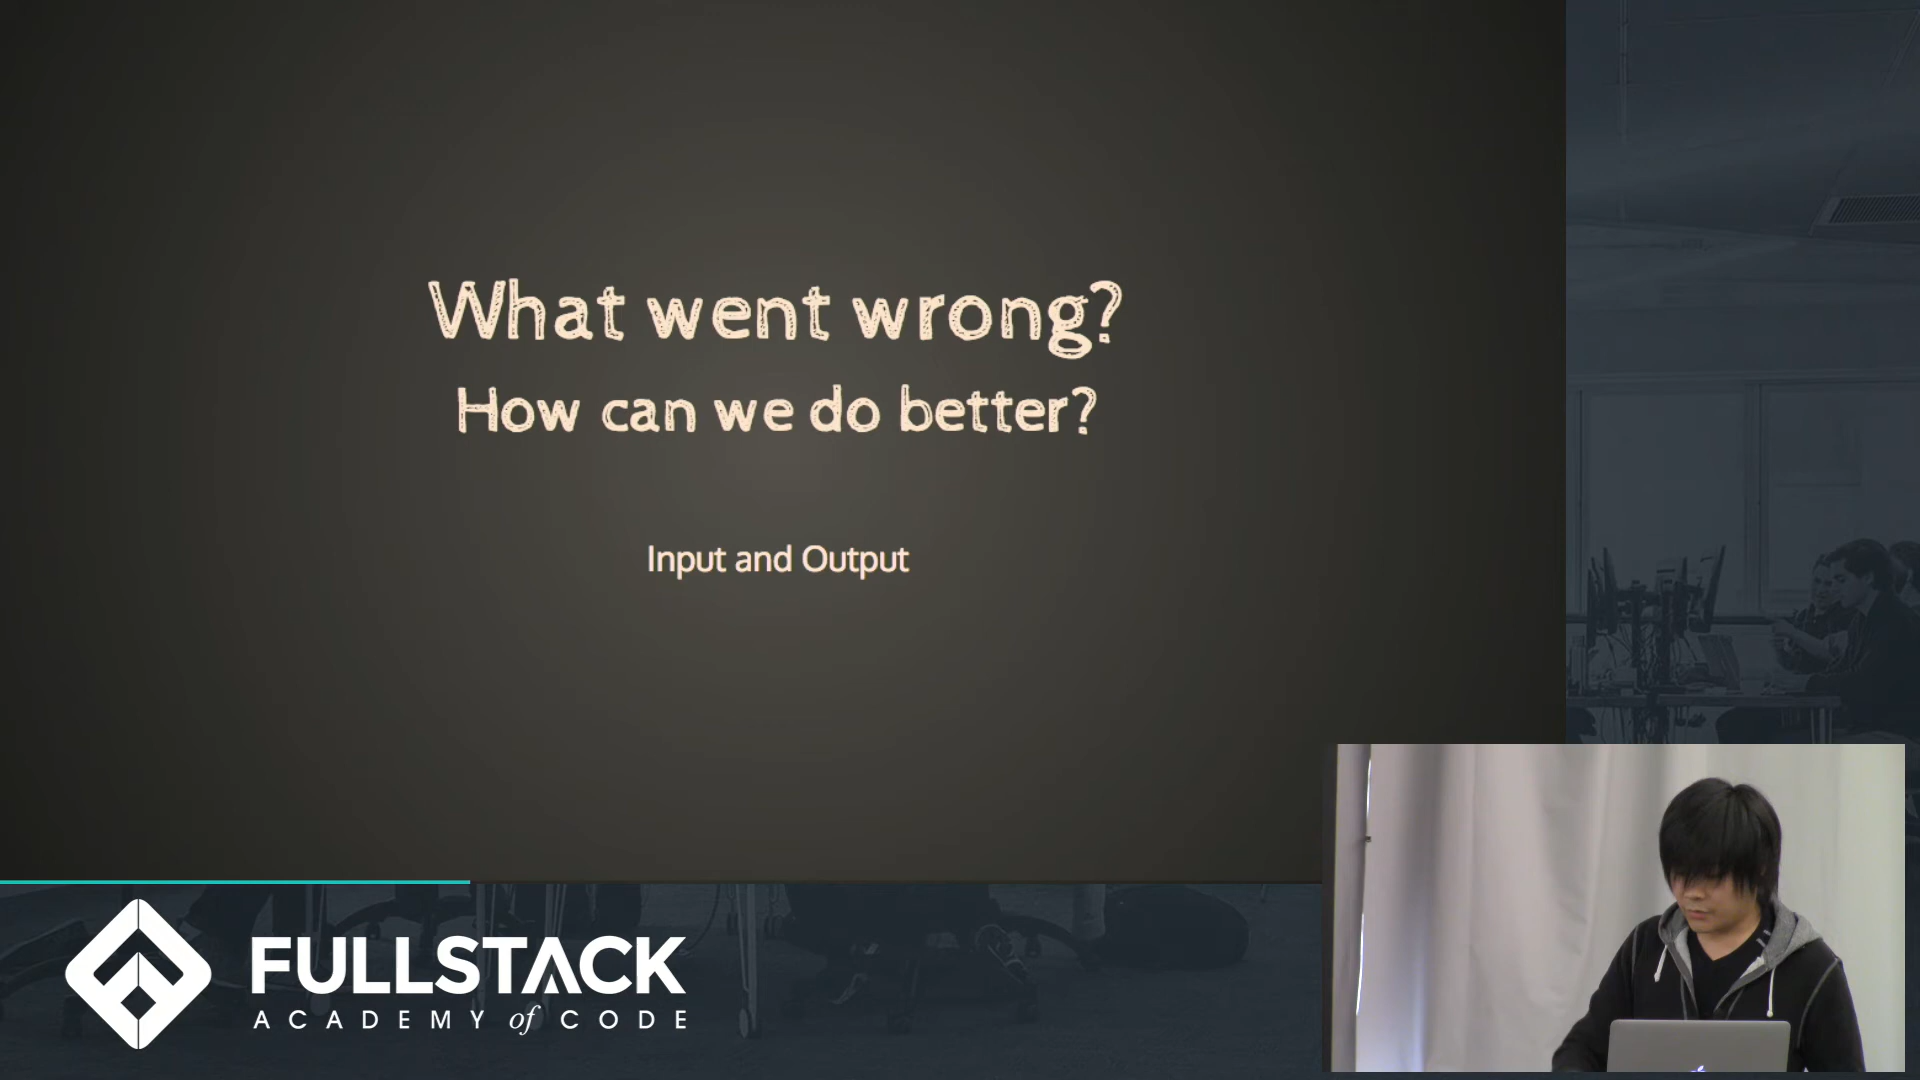 What went wrong?
How can we do better?
Input and Output
FULLSTACK
ACADEMY of CODE